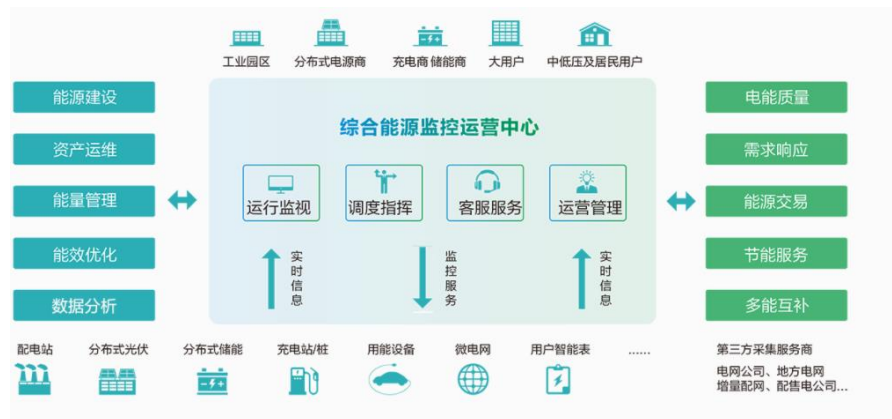 工业园区
分布式电源商
充电商储能商
大用户
中低压及居民用户
能源建设
资产运维
能量管理
能效优化
数据分析
综合能源监控运营中心
运行监视
调度指挥
客服服务
运营管理
实时信息
监控服务
实时信息
电能质量
需求响应
能源交易
节能服务
多能互补
配电站
分布式光伏
分布式储能
充电站/桩
用能设备
微电网
用户智能表
......
第三方采集服务商
电网公司、地方电网
增量配网、配售电公司...